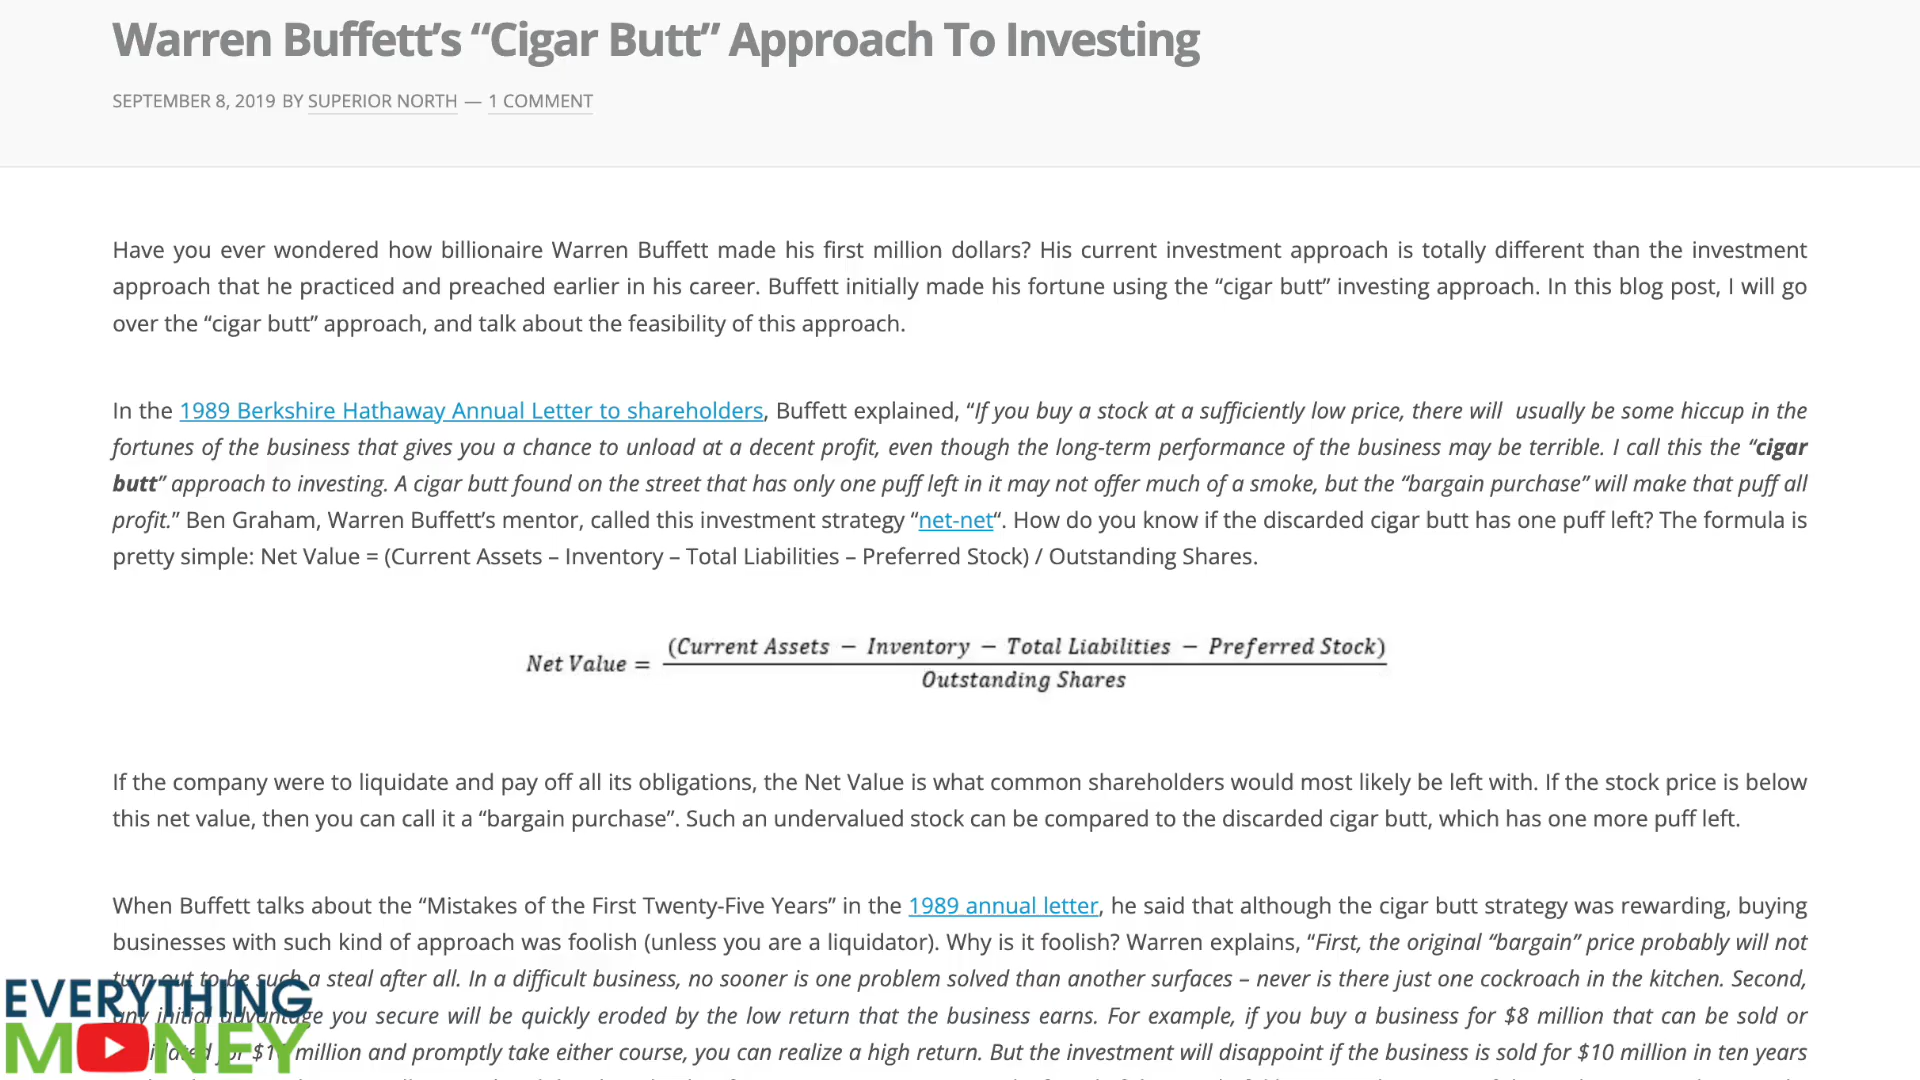 Warren Buffett’s “Cigar Butt” Approach To Investing
SEPTEMBER 8, 2019 BY SUPERIOR NORTH — 1 COMMENT
Have you ever wondered how billionaire Warren Buffett made his first million dollars? His current investment approach is totally different than the investment
approach that he practiced and preached earlier in his career. Buffett initially made his fortune using the “cigar butt” investing approach. In this blog post, I will go
over the “cigar butt” approach, and talk about the feasibility of this approach.
In the 1989 Berkshire Hathaway Annual Letter to shareholders, Buffett explained, “If you buy a stock at a sufficiently low price, there will usually be some hiccup in the
fortunes of the business that gives you a chance to unload at a decent profit, even though the long-term performance of the business may be terrible. I call this the “cigar
butt” approach to investing. A cigar butt found on the street that has only one puff left in it may not offer much of a smoke, but the “bargain purchase” will make that puff all
profit.” Ben Graham, Warren Buffett’s mentor, called this investment strategy “net-net“. How do you know if the discarded cigar butt has one puff left? The formula is
pretty simple: Net Value = (Current Assets – Inventory – Total Liabilities – Preferred Stock) / Outstanding Shares.
(Current Assets − Inventory − Total Liabilities − Preferred Stock)
Net Value =
Outstanding Shares
If the company were to liquidate and pay off all its obligations, the Net Value is what common shareholders would most likely be left with. If the stock price is below
this net value, then you can call it a “bargain purchase”. Such an undervalued stock can be compared to the discarded cigar butt, which has one more puff left.
When Buffett talks about the “Mistakes of the First Twenty-Five Years” in the 1989 annual letter, he said that although the cigar butt strategy was rewarding, buying
businesses with such kind of approach was foolish (unless you are a liquidator). Why is it foolish? Warren explains, “First, the original “bargain” price probably will not
turn out to be such a steal after all. In a difficult business, no sooner is one problem solved than another surfaces – never is there just one cockroach in the kitchen. Second,
any initial advantage you secure will be quickly eroded by the low return that the business earns. For example, if you buy a business for $8 million that can be sold or
million and promptly take either course, you can realize a high return. But the investment will disappoint if the business is sold for $10 million in ten years
EVERYTHING
MONEY